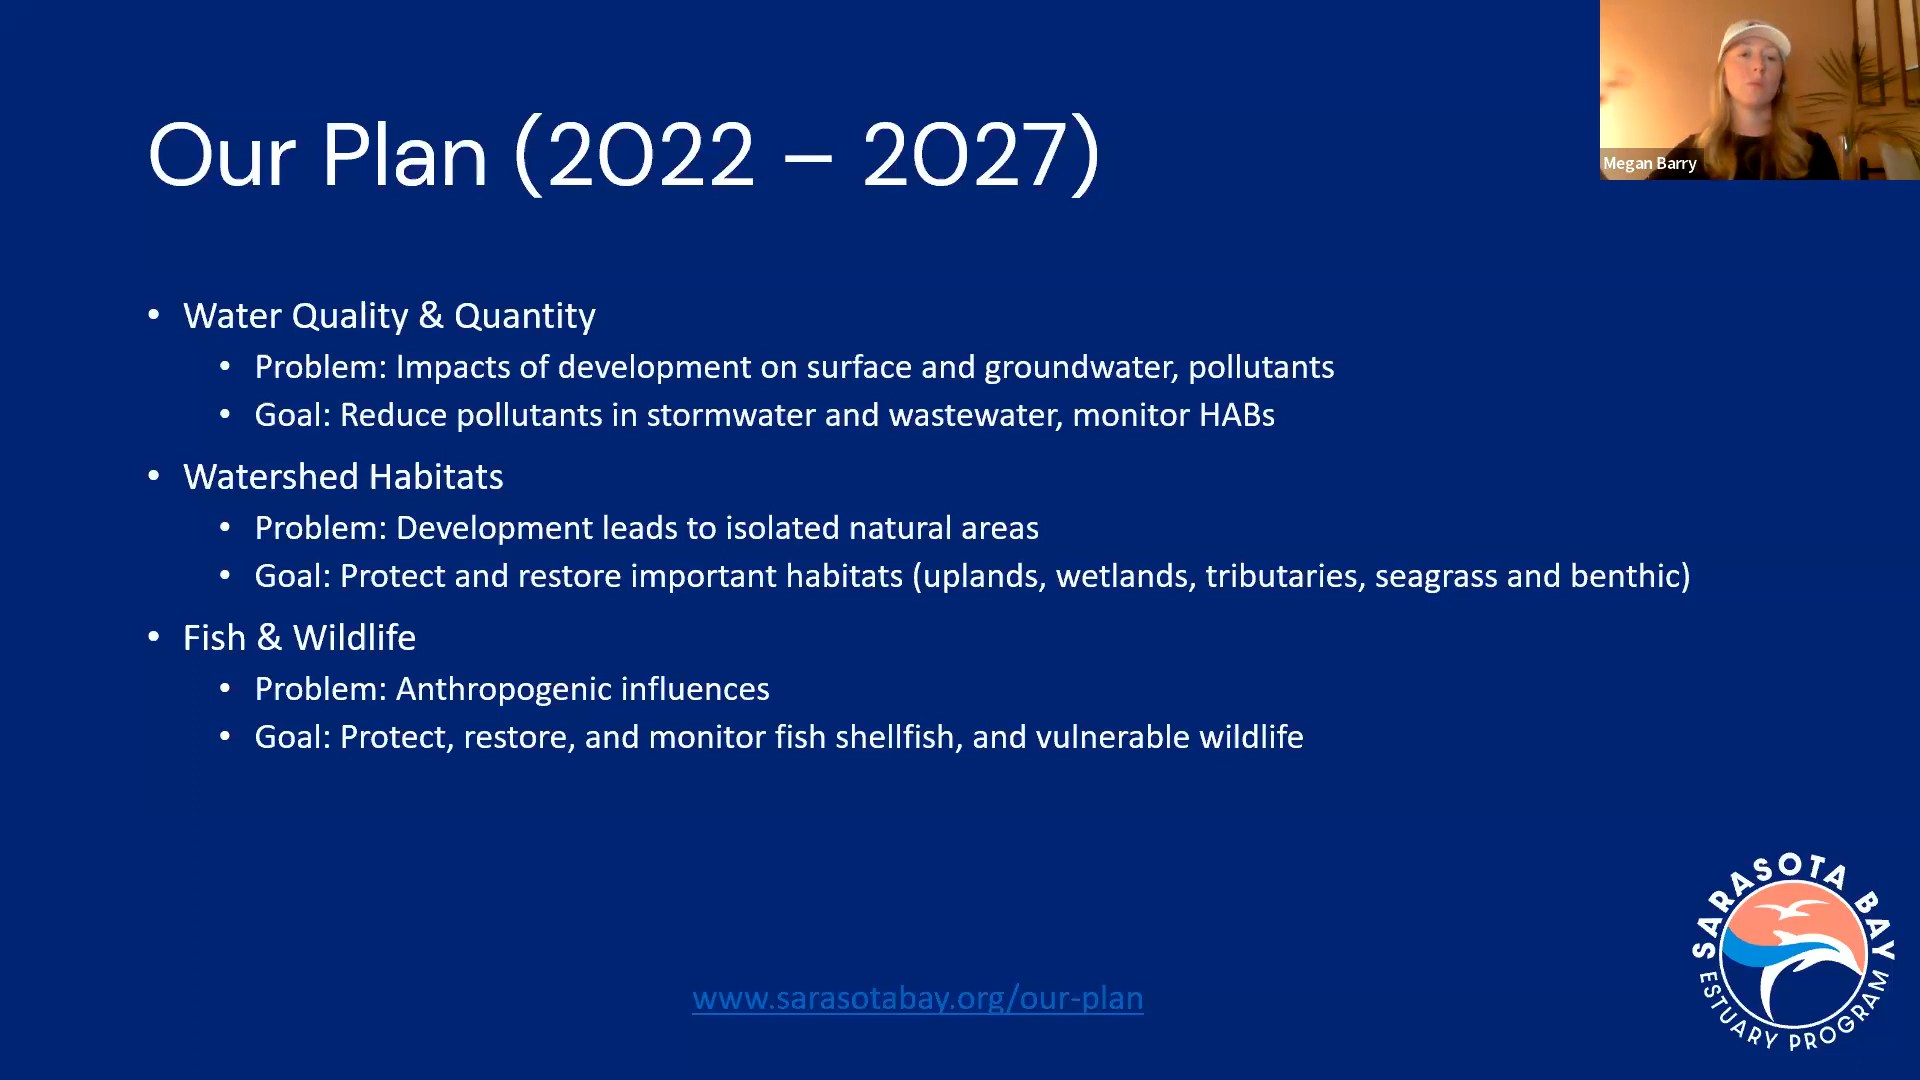 Our Plan (2022 – 2027)
Megan Barry
• Water Quality & Quantity
• Problem: Impacts of development on surface and groundwater, pollutants
• Goal: Reduce pollutants in stormwater and wastewater, monitor HABs
• Watershed Habitats
• Problem: Development leads to isolated natural areas
• Goal: Protect and restore important habitats (uplands, wetlands, tributaries, seagrass and benthic)
• Fish & Wildlife
• Problem: Anthropogenic influences
• Goal: Protect, restore, and monitor fish shellfish, and vulnerable wildlife
www.sarasotabay.org/our-plan
SARASOTA BAY
ESTUARY PROGRAM